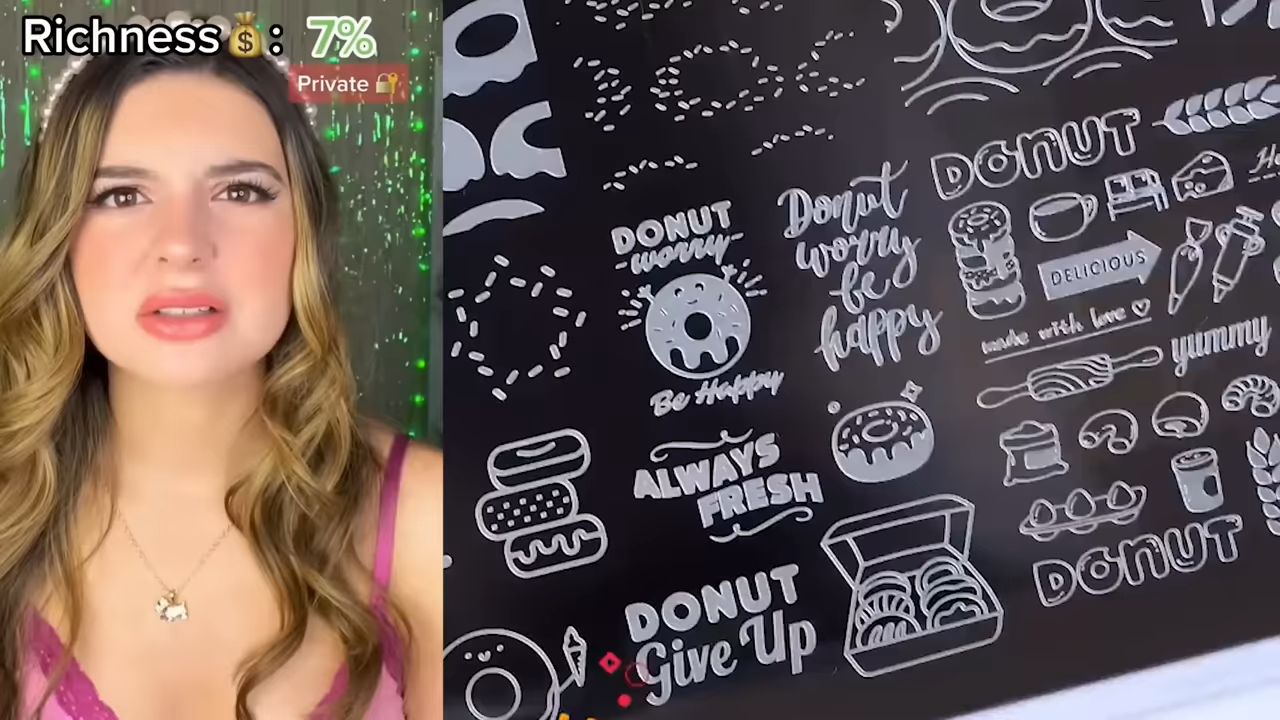 Richness💰: 7%
Private 🔐
DONUT
DONUT
worry
Donut
worry
be
happy
DELICIOUS
made with love ♡
yummy
Be Happy
ALWAYS
FRESH
DONUT
DONUT
Give Up